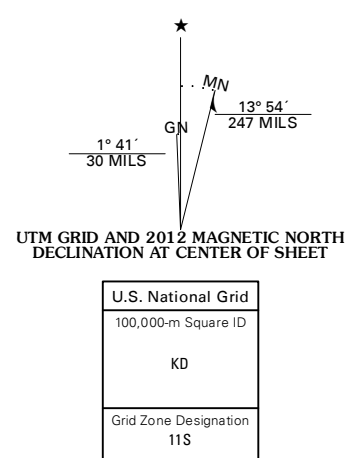 ★
MN
GN
13° 54´
247 MILS
1° 41´
30 MILS
UTM GRID AND 2012 MAGNETIC NORTH
DECLINATION AT CENTER OF SHEET
U.S. National Grid
100,000-m Square ID
KD
Grid Zone Designation
11S